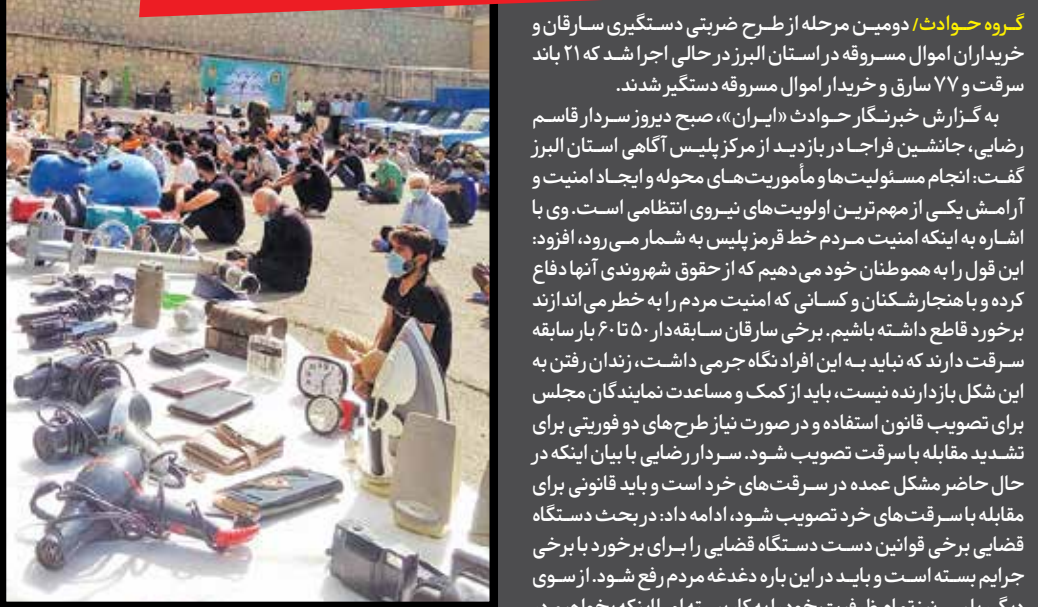 گروه حوادث/ دومین مرحله از طرح ضربتی دستگیری سارقان و
خریداران اموال مسروقه در استان البرز در حالی اجرا شد که ۲۱ باند
سرقت و ۷۷ سارق و خریدار اموال مسروقه دستگیر شدند.
به گزارش خبرنگار حوادث «ایران»، صبح دیروز سردار قاسم
رضایی، جانشین فراجا در بازدید از مرکز پلیس آگاهی استان البرز
گفت: انجام مسئولیت‌ها و مأموریت‌های محوله و ایجاد امنیت و
آرامش یکی از مهم‌ترین اولویت‌های نیروی انتظامی است. وی با
اشاره به اینکه امنیت مردم خط قرمز پلیس به شمار می‌رود، افزود:
این قول را به هموطنان خود می‌دهیم که از حقوق شهروندی آنها دفاع
کرده و با هنجارشکنان و کسانی که امنیت مردم را به خطر می‌اندازند
برخورد قاطع داشته باشیم. برخی سارقان سابقه‌دار ۵۰ تا ۶۰ بار سابقه
سرقت دارند که نباید به این افراد نگاه جرمی داشت، زندان رفتن به
این شکل بازدارنده نیست، باید از کمک و مساعدت نمایندگان مجلس
برای تصویب قانون استفاده و در صورت نیاز طرح‌های دو فوریتی برای
تشدید مقابله با سرقت تصویب شود. سردار رضایی با بیان اینکه در
حال حاضر مشکل عمده در سرقت‌های خرد است و باید قانونی برای
مقابله با سرقت‌های خرد تصویب شود، ادامه داد: در بحث دستگاه
قضایی برخی قوانین دست دستگاه قضایی را برای برخورد با برخی
جرایم بسته است و باید در این باره دغدغه مردم رفع شود. از سوی